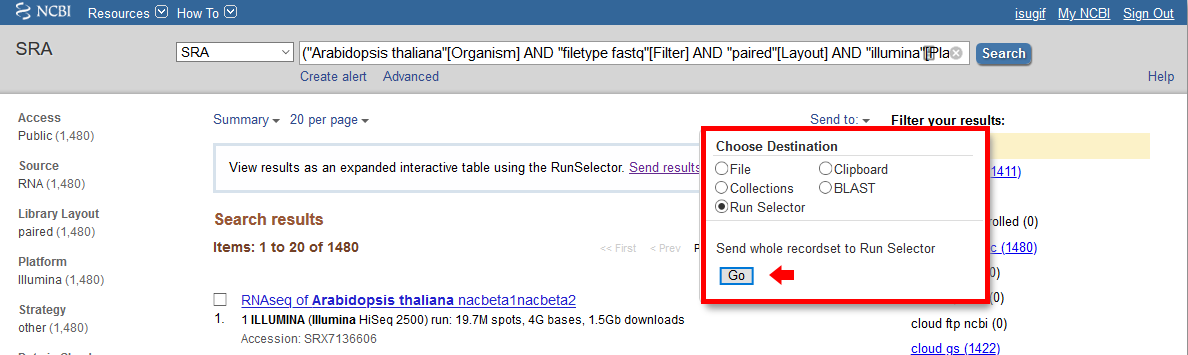 NCBI Resources How To isugif My NCBI Sign Out
SRA SRA ("Arabidopsis thaliana"[Organism] AND "filetype fastq"[Filter] AND "paired"[Layout] AND "illumina"[Pla Search
Create alert Advanced Help
Access
Public (1,480)
Source
RNA (1,480)
Library Layout
paired (1,480)
Platform
Illumina (1,480)
Strategy
other (1,480)
Summary 20 per page Send to: Filter your results:
View results as an expanded interactive table using the RunSelector. Send results
Search results
Items: 1 to 20 of 1480
<< First < Prev
RNAseq of Arabidopsis thaliana nacbeta1nacbeta2
1. 1 ILLUMINA (Illumina HiSeq 2500) run: 19.7M spots, 4G bases, 1.5Gb downloads
Accession: SRX7136606
Choose Destination
File Clipboard
Collections BLAST
Run Selector
Send whole recordset to Run Selector
Go
1411)
rolled (0)
c (1480)
(0)
(0)
cloud ftp ncbi (0)
cloud gs (1422)